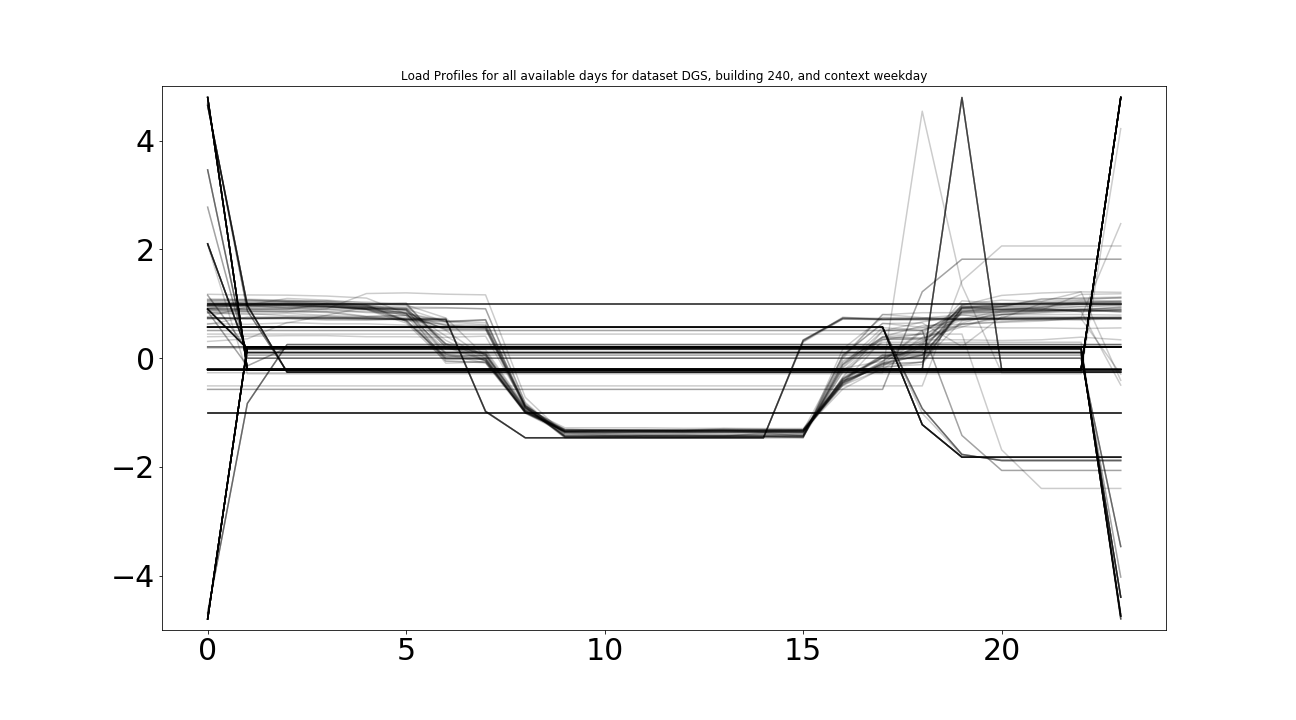 Load Profiles for all available days for dataset DGS, building 240, and context weekday
4
2
0
−2
−4
0 5 10 15 20